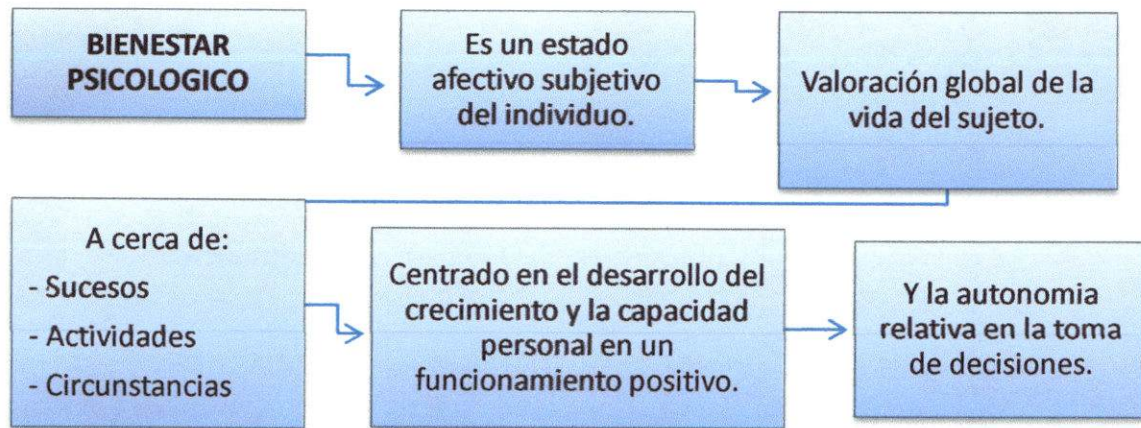 BIENESTAR
PSICOLOGICO
Es un estado
afectivo subjetivo
del individuo.
Valoración global de la
vida del sujeto.
A cerca de:
- Sucesos
- Actividades
- Circunstancias
Centrado en el desarrollo del
crecimiento y la capacidad
personal en un
funcionamiento positivo.
Y la autonomia
relativa en la toma
de decisiones.